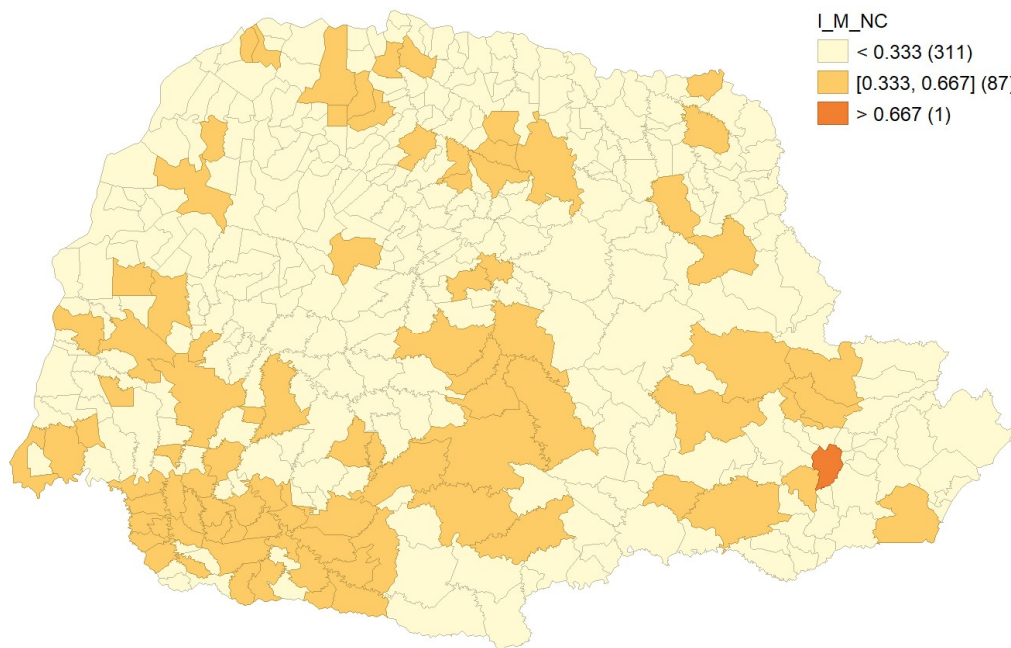 I_M_NC
< 0.333 (311)
[0.333, 0.667] (87)
> 0.667 (1)